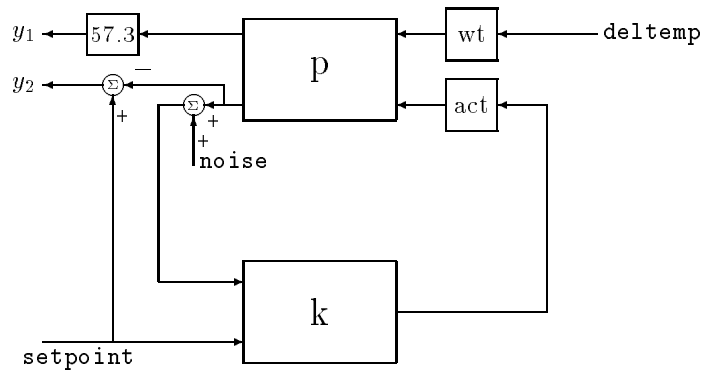 y₁
57.3
wt
deltemp
p
y₂
Σ
−
+
act
Σ
+
+
noise
k
setpoint